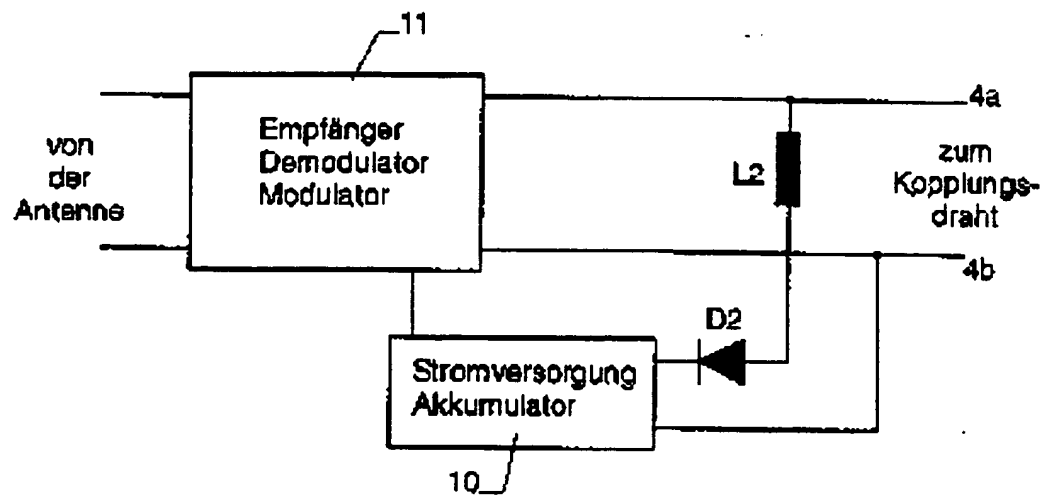 11
Empfänger
Demodulator
Modulator
von
der
Antenne
4a
L2
zum
Kopplungs-
draht
4b
D2
Stromversorgung
Akkumulator
10